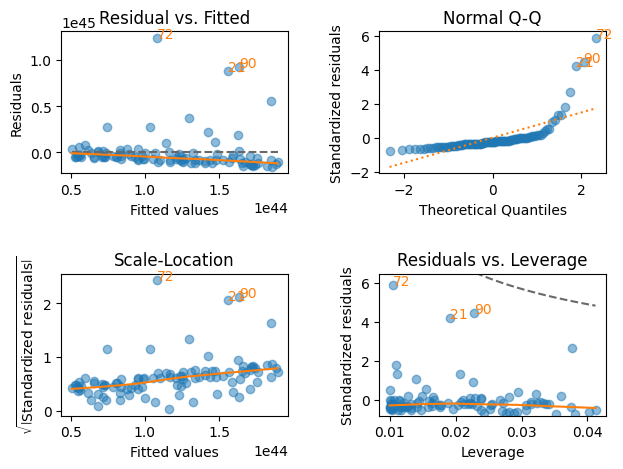 Residual vs. Fitted
1e45
Residuals
1.0
0.5
0.0
72
21
90
0.5
1.0
1.5
Fitted values
1e44
Normal Q-Q
Standardized residuals
6
4
2
0
−2
72
90
21
−2
0
2
Theoretical Quantiles
Scale-Location
√|Standardized residuals|
2
1
0
72
21
90
0.5
1.0
1.5
Fitted values
1e44
Residuals vs. Leverage
Standardized residuals
6
4
2
0
72
21
90
0.01
0.02
0.03
0.04
Leverage